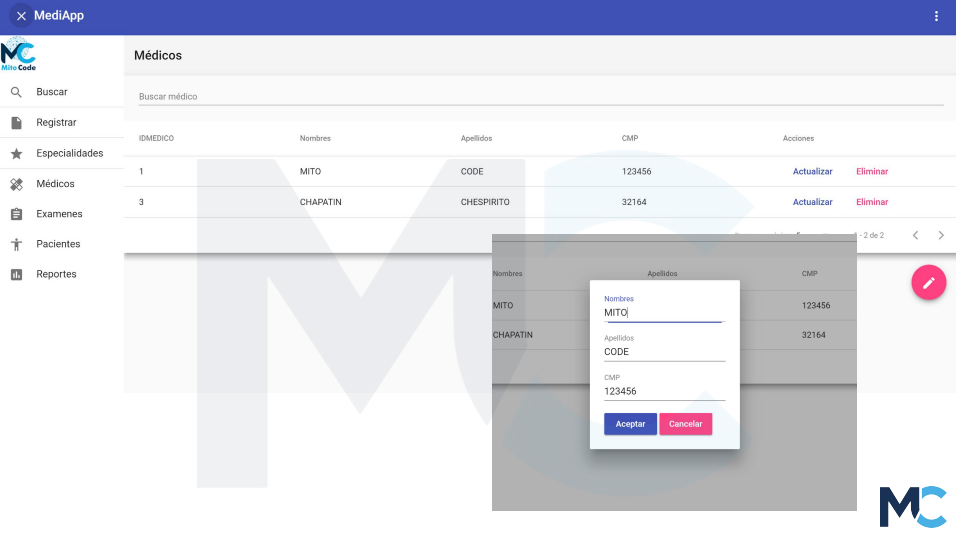 MediApp
Mito Code
Médicos
Buscar
Registrar
Especialidades
Médicos
Examenes
Pacientes
Reportes
Buscar médico
IDMEDICO Nombres Apellidos CMP Acciones
1 MITO CODE 123456 Actualizar Eliminar
3 CHAPATIN CHESPIRITO 32164 Actualizar Eliminar
- 2 de 2
Nombres Apellidos CMP
MITO 123456
CHAPATIN 32164
Nombres
MITO
Apellidos
CODE
CMP
123456
Aceptar Cancelar
MC